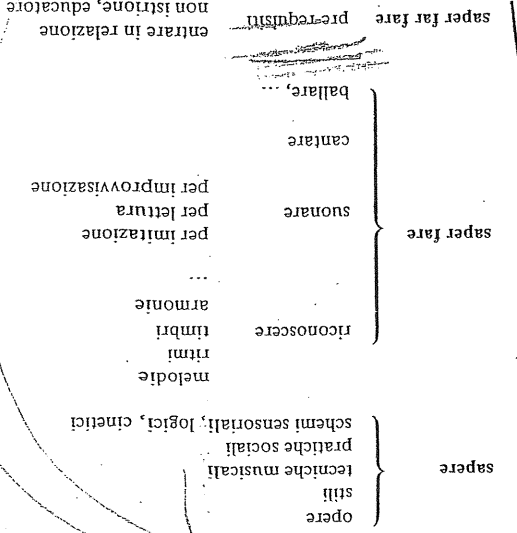 opere
stili
sapere tecniche musicali
pratiche sociali
schemi sensoriali, logici, cinetici
melodie
ritmi
riconoscere timbri
armonie
...
saper fare per imitazione
suonare per lettura
per improvvisazione
cantare
ballare, ...
entrare in relazione
saper far fare pre-requisiti
non istrione, educatore